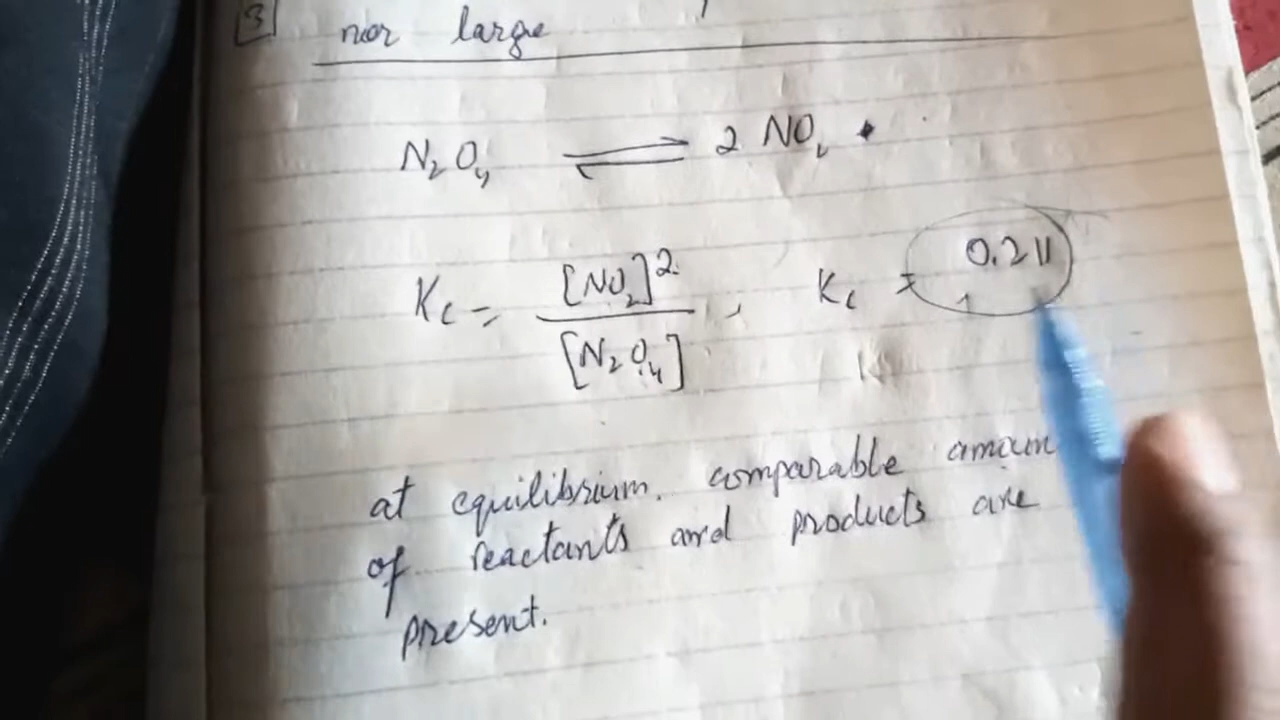 3 nor large
N₂O₄ ⇌ 2 NO₂
Kc = [NO₂]² / [N₂O₄] , Kc = 0.211
at equilibrium. comparable amoun
of reactants and products are
present.